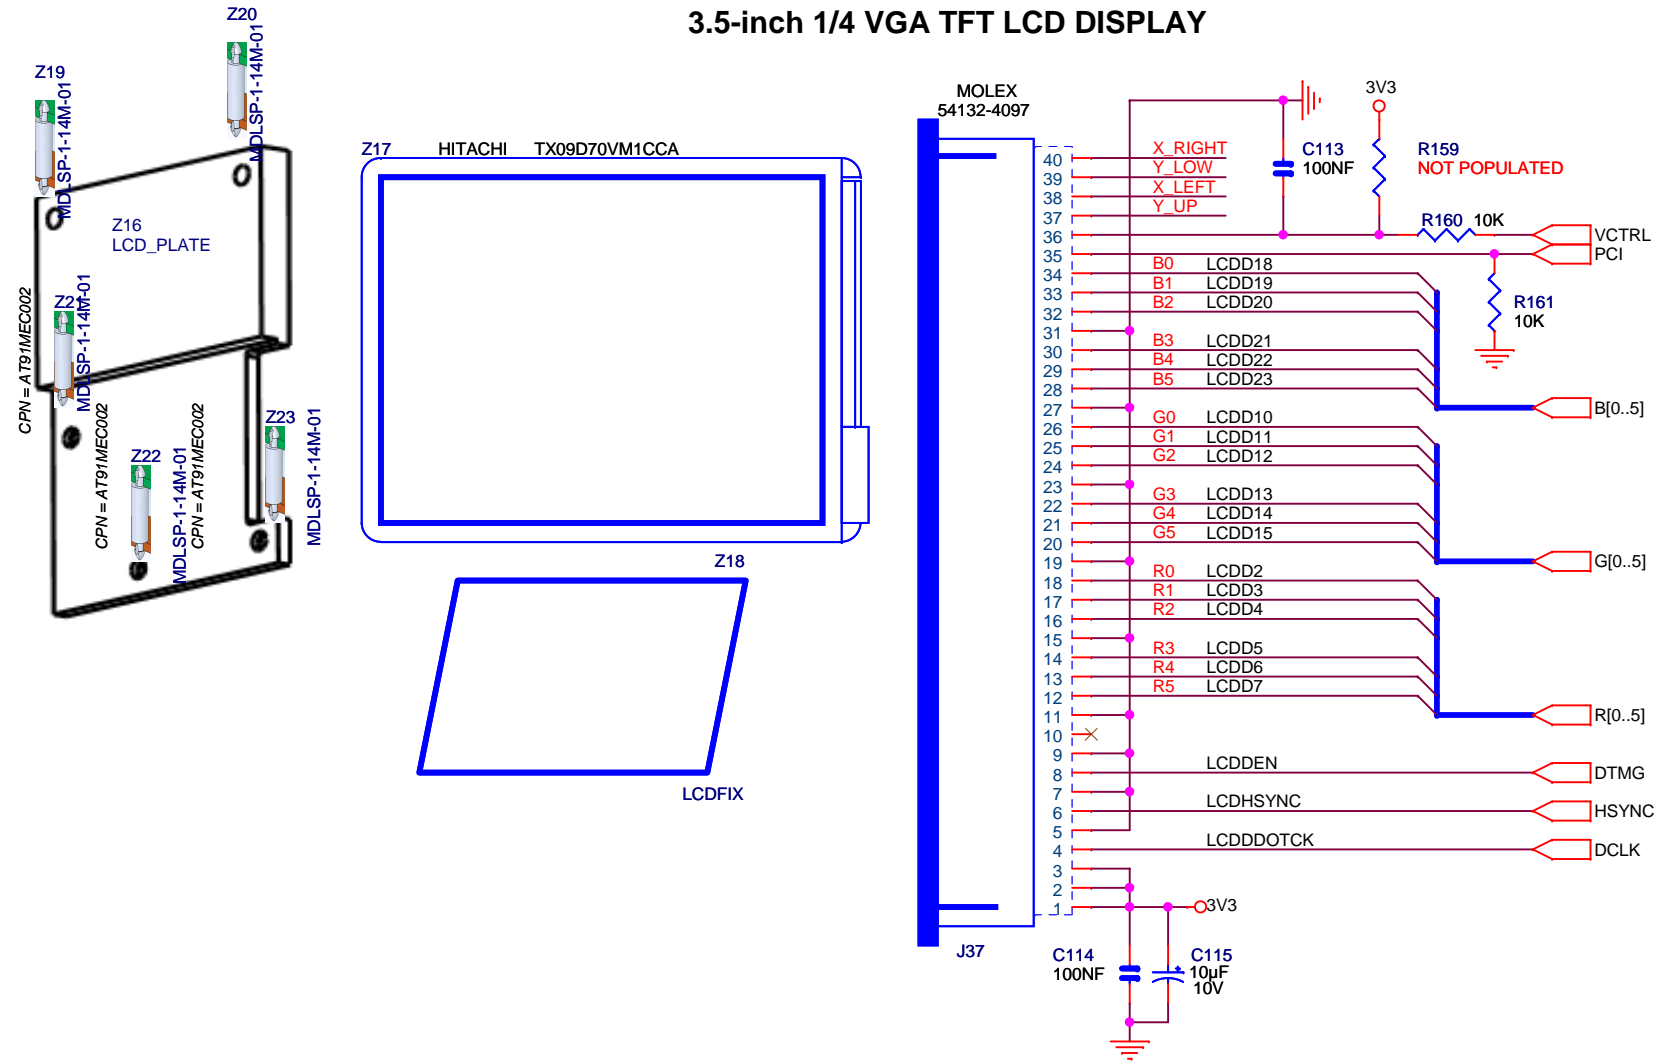 3.5-inch 1/4 VGA TFT LCD DISPLAY
Z20
MDLSP-1-14M-01
Z19
MDLSP-1-14M-01
Z16
LCD_PLATE
CPN = AT91MEC002
Z21
MDLSP-1-14M-01
CPN = AT91MEC002
Z22
MDLSP-1-14M-01
CPN = AT91MEC002
Z23
MDLSP-1-14M-01
Z17
HITACHI TX09D70VM1CCA
Z18
LCDFIX
MOLEX
54132-4097
3V3
C113
100NF
R159
NOT POPULATED
R160 10K
VCTRL
PCI
R161
10K
40 X_RIGHT
39 Y_LOW
38 X_LEFT
37 Y_UP
36
35
34 B0 LCDD18
33 B1 LCDD19
32 B2 LCDD20
31
30 B3 LCDD21
29 B4 LCDD22
28 B5 LCDD23
27
B[0..5]
26 G0 LCDD10
25 G1 LCDD11
24 G2 LCDD12
23
22 G3 LCDD13
21 G4 LCDD14
20 G5 LCDD15
19
G[0..5]
18 R0 LCDD2
17 R1 LCDD3
16 R2 LCDD4
15
14 R3 LCDD5
13 R4 LCDD6
12 R5 LCDD7
11
R[0..5]
10
9
8 LCDDEN DTMG
7
6 LCDHSYNC HSYNC
5
4 LCDDDOTCK DCLK
3
2
1 3V3
J37
C114
100NF
C115
10µF
10V